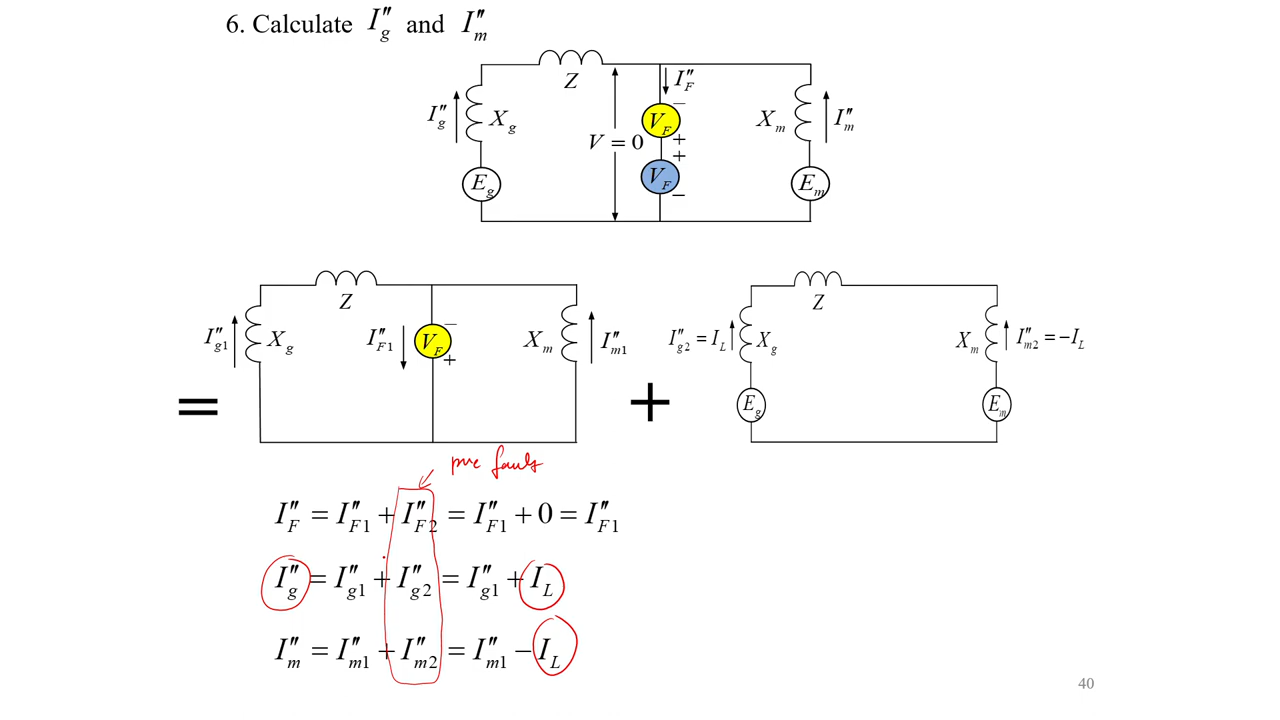 6. Calculate I″g and I″m
Z
I″F
I″g
Xg
V = 0
VF
Xm
I″m
−
+
+
VF
−
Eg
Em
Z
Z
I″g1
Xg
I″F1
VF
−
+
Xm
I″m1
I″g2 = IL
Xg
Xm
I″m2 = −IL
=
+
Eg
Em
pre fault
I″F = I″F1 + I″F2 = I″F1 + 0 = I″F1
I″g = I″g1 + I″g2 = I″g1 + IL
I″m = I″m1 + I″m2 = I″m1 − IL
40